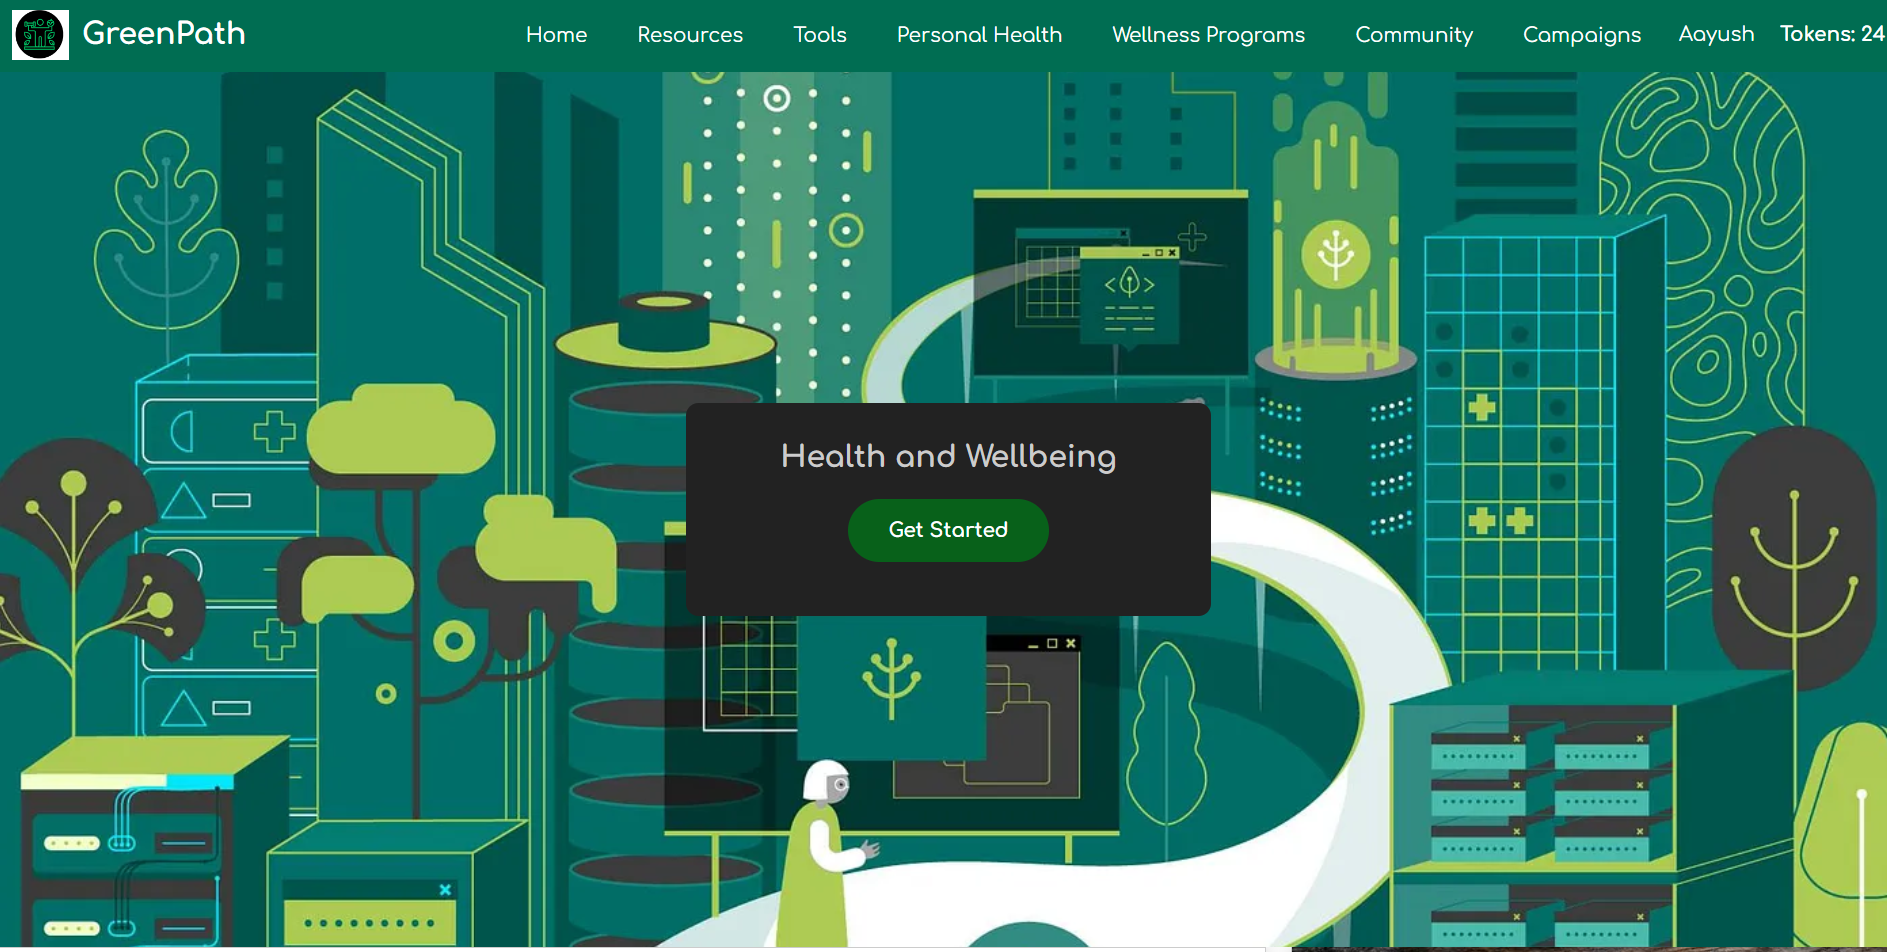 GreenPath
Home Resources Tools Personal Health Wellness Programs Community Campaigns Aayush Tokens: 24
Health and Wellbeing
Get Started